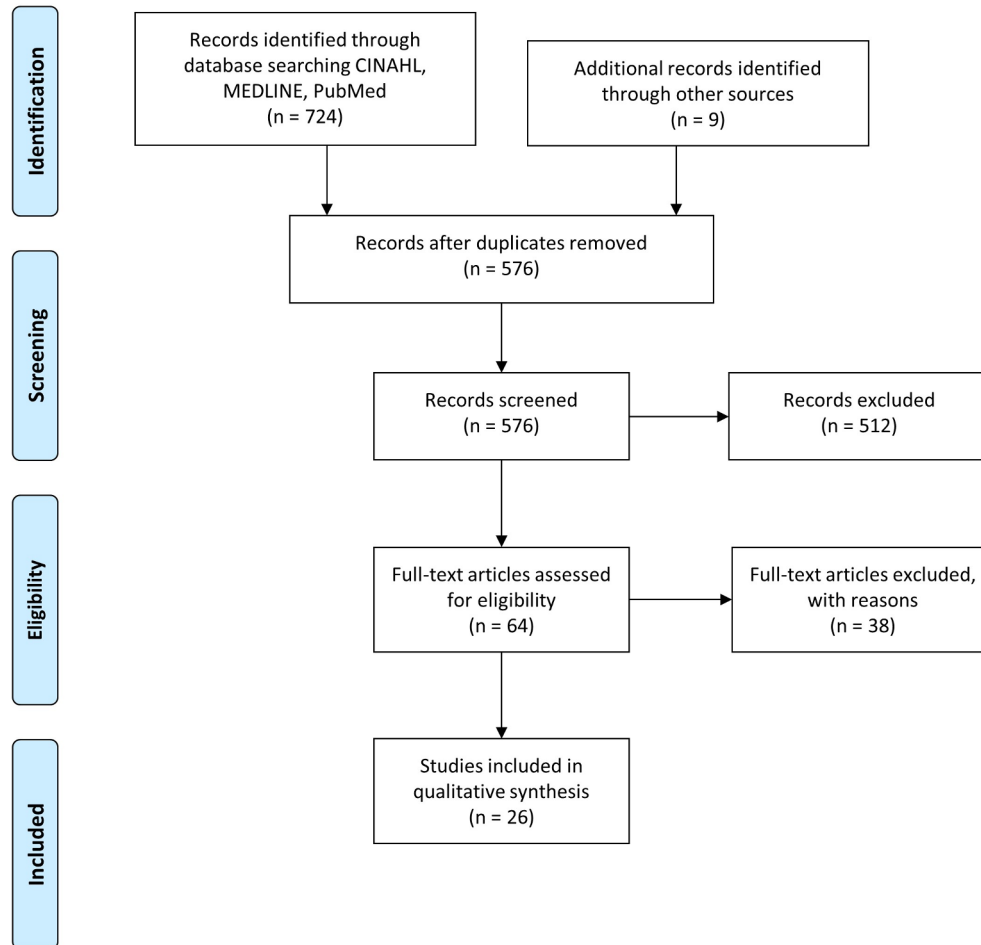 Identification
Records identified through
database searching CINAHL,
MEDLINE, PubMed
(n = 724)
Additional records identified
through other sources
(n = 9)
Records after duplicates removed
(n = 576)
Screening
Records screened
(n = 576)
Records excluded
(n = 512)
Eligibility
Full-text articles assessed
for eligibility
(n = 64)
Full-text articles excluded,
with reasons
(n = 38)
Included
Studies included in
qualitative synthesis
(n = 26)